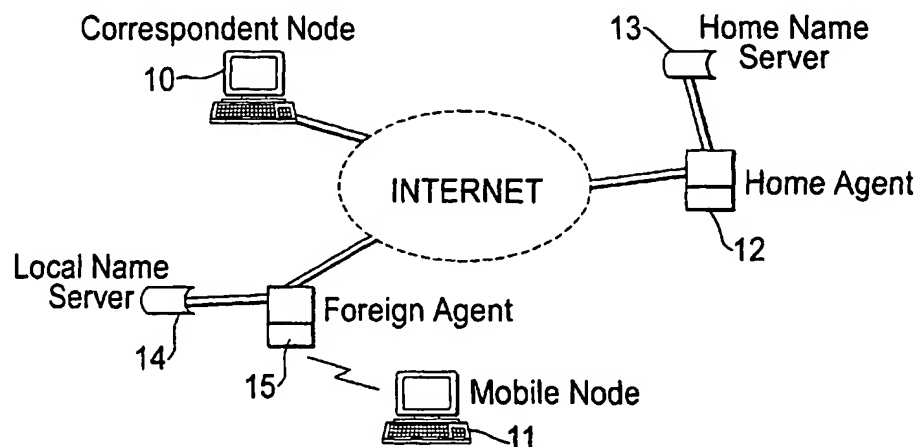 Correspondent Node
10
13
Home Name
Server
INTERNET
Home Agent
12
Local Name
Server
14
Foreign Agent
15
Mobile Node
11